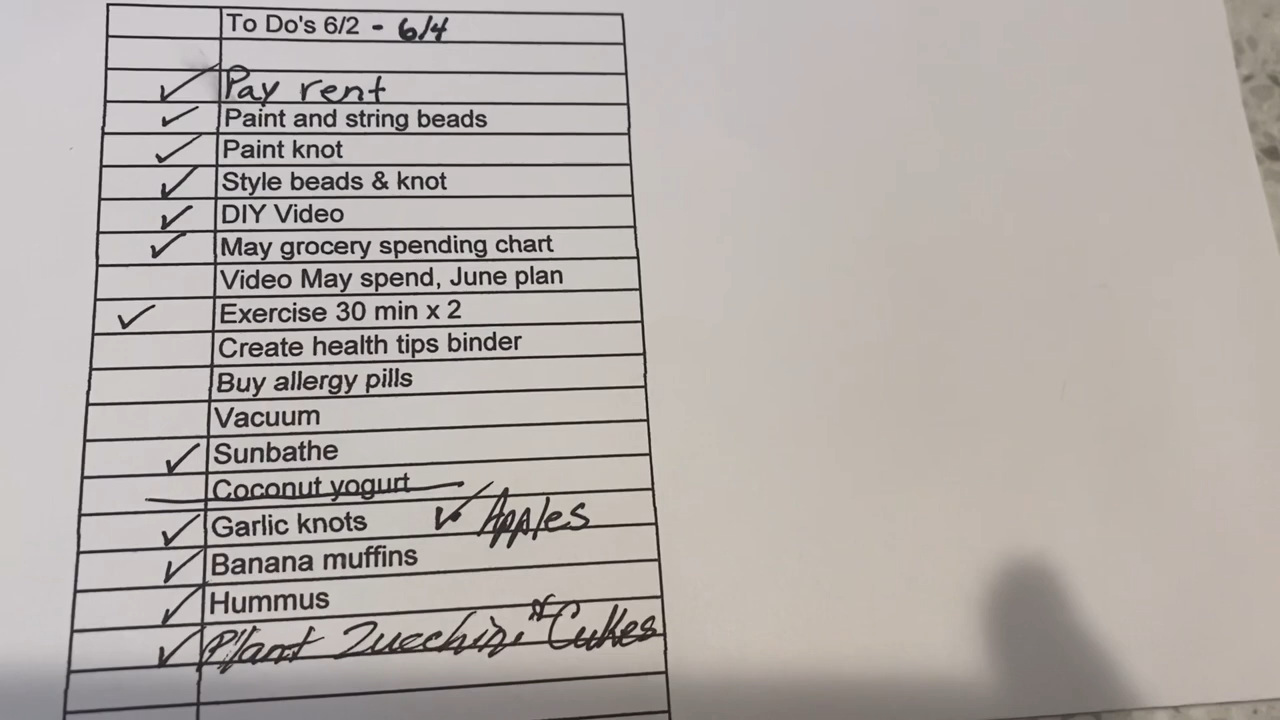 To Do's 6/2 - 6/4
✓ Pay rent
✓ Paint and string beads
✓ Paint knot
✓ Style beads & knot
✓ DIY Video
✓ May grocery spending chart
Video May spend, June plan
✓ Exercise 30 min x 2
Create health tips binder
Buy allergy pills
Vacuum
✓ Sunbathe
Coconut yogurt
✓ Garlic knots ✓ Apples
✓ Banana muffins
✓ Hummus
✓ Plant Zucchini & Cukes